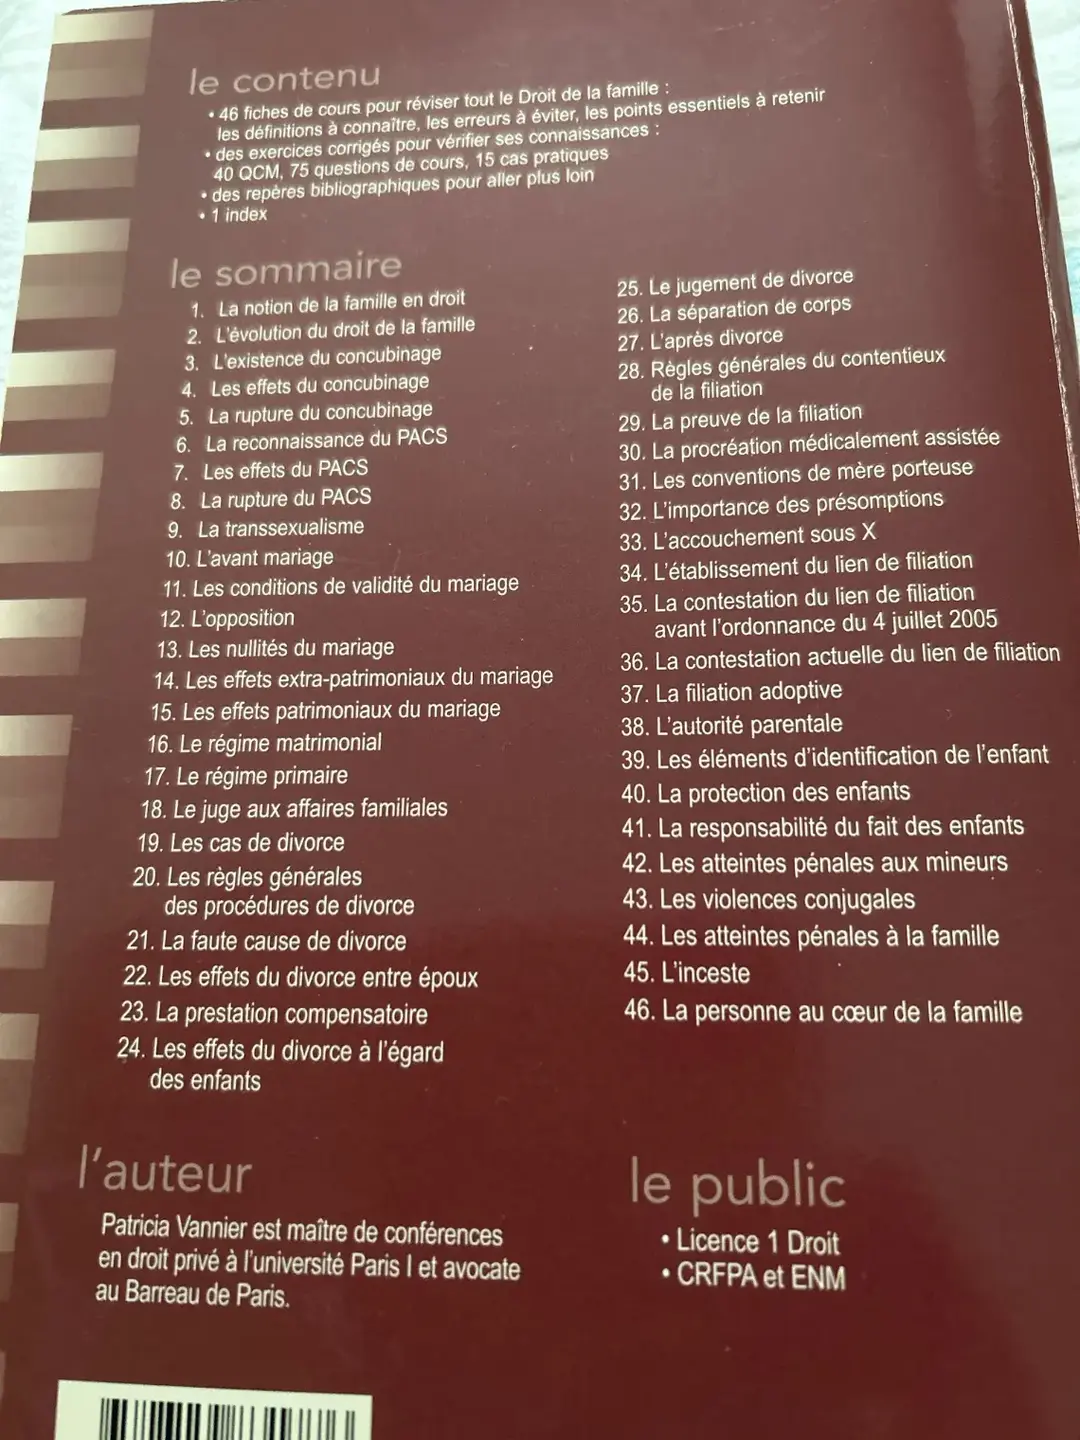 le contenu
• 46 fiches de cours pour réviser tout le Droit de la famille :
les définitions à connaître, les erreurs à éviter, les points essentiels à retenir
• des exercices corrigés pour vérifier ses connaissances :
40 QCM, 75 questions de cours, 15 cas pratiques
• des repères bibliographiques pour aller plus loin
• 1 index
le sommaire
1. La notion de la famille en droit
2. L'évolution du droit de la famille
3. L'existence du concubinage
4. Les effets du concubinage
5. La rupture du concubinage
6. La reconnaissance du PACS
7. Les effets du PACS
8. La rupture du PACS
9. La transsexualisme
10. L'avant mariage
11. Les conditions de validité du mariage
12. L'opposition
13. Les nullités du mariage
14. Les effets extra-patrimoniaux du mariage
15. Les effets patrimoniaux du mariage
16. Le régime matrimonial
17. Le régime primaire
18. Le juge aux affaires familiales
19. Les cas de divorce
20. Les règles générales
des procédures de divorce
21. La faute cause de divorce
22. Les effets du divorce entre époux
23. La prestation compensatoire
24. Les effets du divorce à l'égard
des enfants
25. Le jugement de divorce
26. La séparation de corps
27. L'après divorce
28. Règles générales du contentieux
de la filiation
29. La preuve de la filiation
30. La procréation médicalement assistée
31. Les conventions de mère porteuse
32. L'importance des présomptions
33. L'accouchement sous X
34. L'établissement du lien de filiation
35. La contestation du lien de filiation
avant l'ordonnance du 4 juillet 2005
36. La contestation actuelle du lien de filiation
37. La filiation adoptive
38. L'autorité parentale
39. Les éléments d'identification de l'enfant
40. La protection des enfants
41. La responsabilité du fait des enfants
42. Les atteintes pénales aux mineurs
43. Les violences conjugales
44. Les atteintes pénales à la famille
45. L'inceste
46. La personne au cœur de la famille
l'auteur
Patricia Vannier est maître de conférences
en droit privé à l'université Paris I et avocate
au Barreau de Paris.
le public
• Licence 1 Droit
• CRFPA et ENM